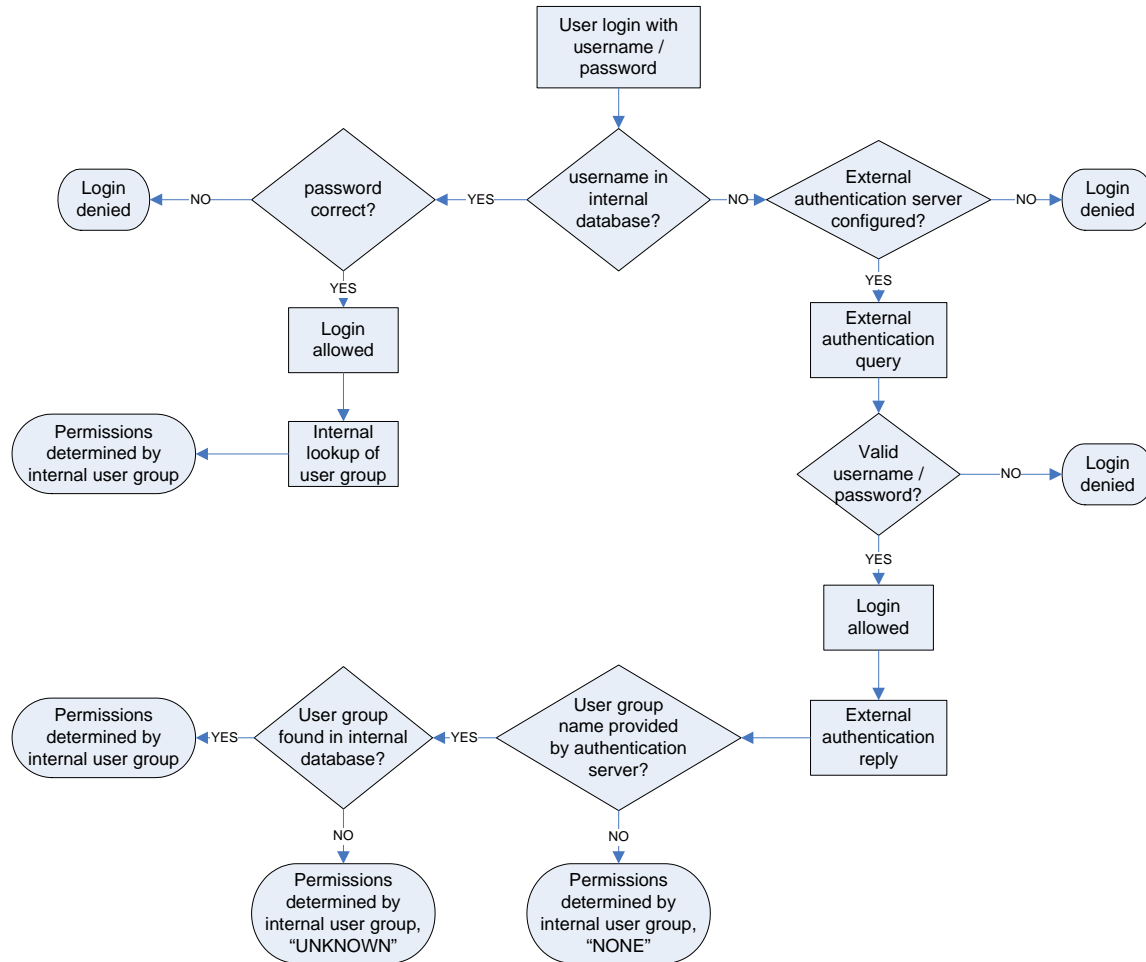 User login with
username /
password
username in
internal
database?
YES
password
correct?
NO
Login
denied
YES
Login
allowed
Internal
lookup of
user group
Permissions
determined by
internal user group
NO
External
authentication server
configured?
NO
Login
denied
YES
External
authentication
query
Valid
username /
password?
NO
Login
denied
YES
Login
allowed
External
authentication
reply
User group
name provided
by authentication
server?
YES
User group
found in internal
database?
YES
Permissions
determined by
internal user group
NO
Permissions
determined by
internal user group,
“UNKNOWN”
NO
Permissions
determined by
internal user group,
“NONE”